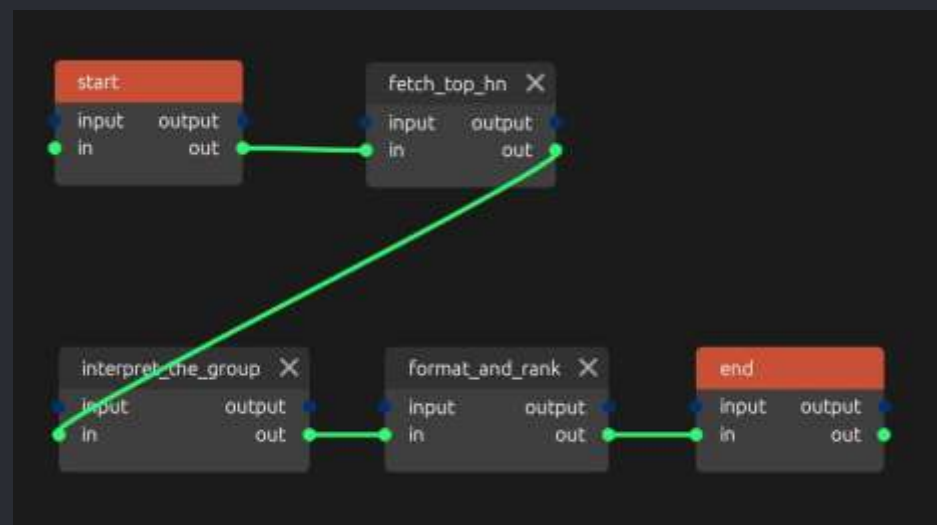 start
input output
in out
fetch_top_hn
input output
in out
interpret_the_group
input output
in out
format_and_rank
input output
in out
end
input output
in out